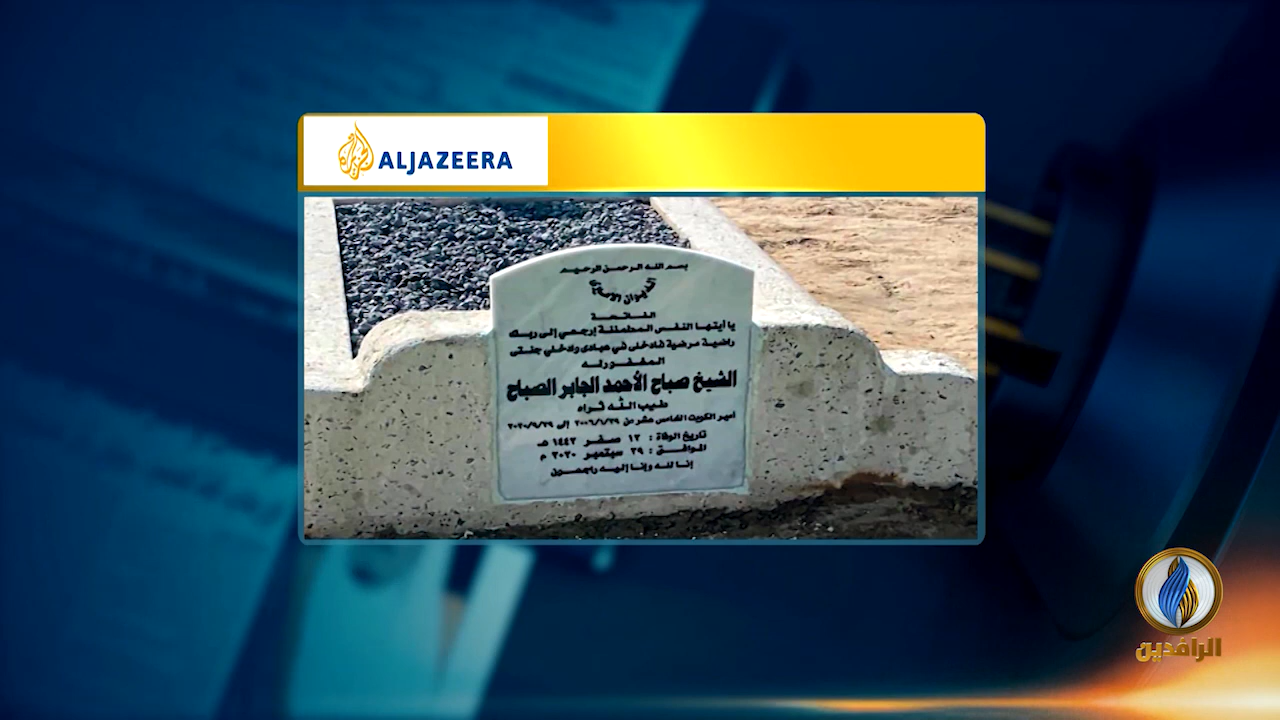 ALJAZEERA
بسم الله الرحمن الرحيم
الديوان الأميري
الفاتحة
يا أيتها النفس المطمئنة إرجعي إلى ربك
راضية مرضية فادخلي في عبادي وادخلي جنتي
المغفور له
الشيخ صباح الأحمد الجابر الصباح
طيب الله ثراه
أمير الكويت الخامس عشر من ٢٠٠٦/١/٢٩ إلى ٢٠٢٠/٩/٢٩
تاريخ الوفاة : ١٢ صفر ١٤٤٢ هـ
الموافق : ٢٩ سبتمبر ٢٠٢٠ م
إنا لله وإنا إليه راجعون
الرافدين